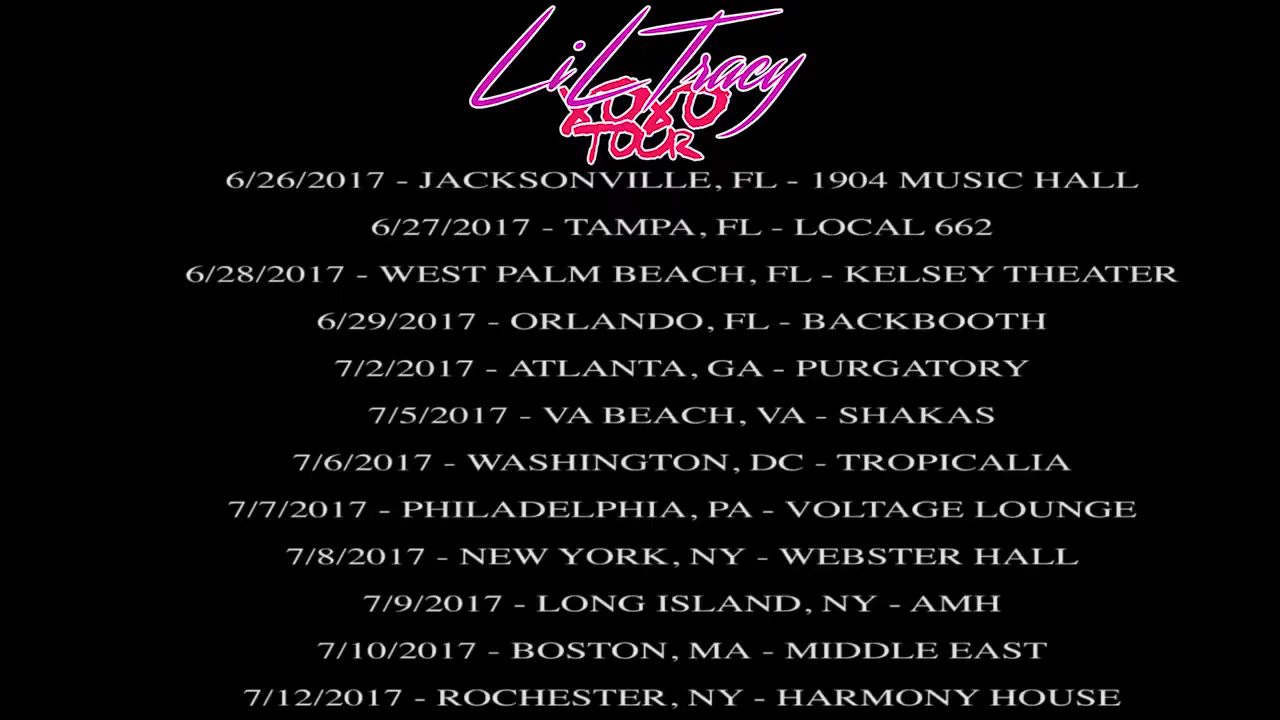 Lil Tracy
XOXO
TOUR
6/26/2017 - JACKSONVILLE, FL - 1904 MUSIC HALL
6/27/2017 - TAMPA, FL - LOCAL 662
6/28/2017 - WEST PALM BEACH, FL - KELSEY THEATER
6/29/2017 - ORLANDO, FL - BACKBOOTH
7/2/2017 - ATLANTA, GA - PURGATORY
7/5/2017 - VA BEACH, VA - SHAKAS
7/6/2017 - WASHINGTON, DC - TROPICALIA
7/7/2017 - PHILADELPHIA, PA - VOLTAGE LOUNGE
7/8/2017 - NEW YORK, NY - WEBSTER HALL
7/9/2017 - LONG ISLAND, NY - AMH
7/10/2017 - BOSTON, MA - MIDDLE EAST
7/12/2017 - ROCHESTER, NY - HARMONY HOUSE